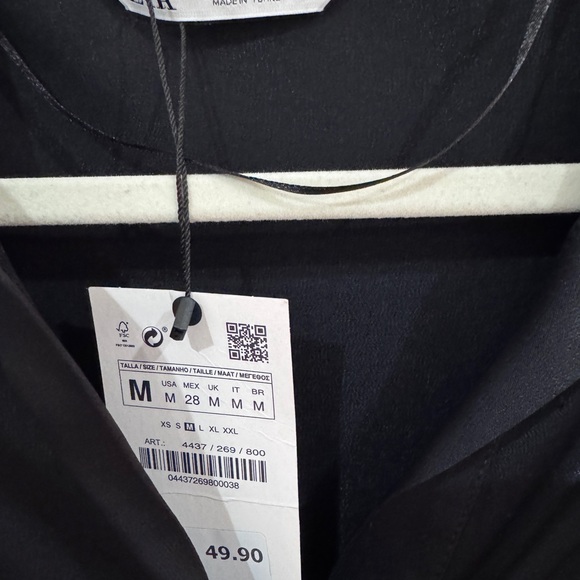 MADE IN
FSC
TALLA / SIZE / TAMANHO / TAILLE / MAAT / ΜΕΓΕΘΟΣ
M
USA MEX UK IT BR
M 28 M M M
XS S M L XL XXL
ART.: 4437 / 269 / 800
04437269800038
49.90